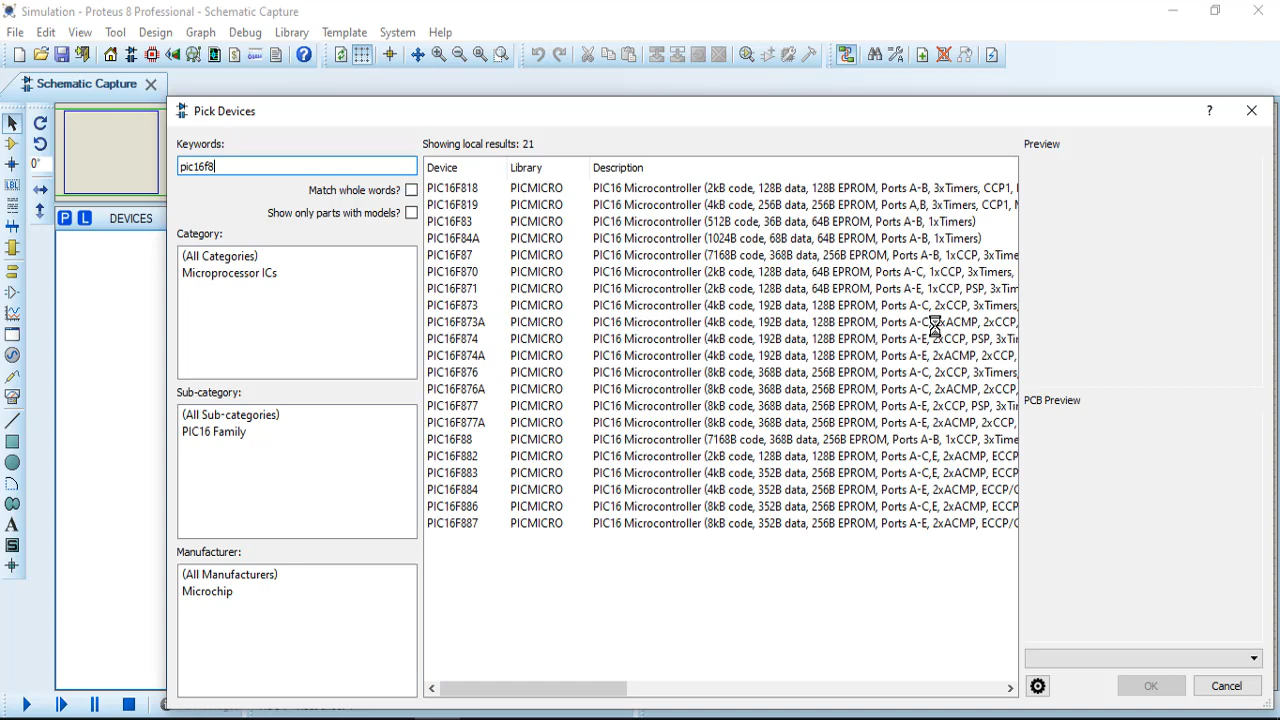 Simulation - Proteus 8 Professional - Schematic Capture
File Edit View Tool Design Graph Debug Library Template System Help
Schematic Capture
Pick Devices
?
Keywords:
pic16f8
Match whole words?
Show only parts with models?
Category:
(All Categories)
Microprocessor ICs
Sub-category:
(All Sub-categories)
PIC16 Family
Manufacturer:
(All Manufacturers)
Microchip
Showing local results: 21
Device Library Description
PIC16F818 PICMICRO PIC16 Microcontroller (2kB code, 128B data, 128B EPROM, Ports A-B, 3xTimers, CCP1,
PIC16F819 PICMICRO PIC16 Microcontroller (4kB code, 256B data, 256B EPROM, Ports A,B, 3xTimers, CCP1,
PIC16F83 PICMICRO PIC16 Microcontroller (512B code, 36B data, 64B EPROM, Ports A-B, 1xTimers)
PIC16F84A PICMICRO PIC16 Microcontroller (1024B code, 68B data, 64B EPROM, Ports A-B, 1xTimers)
PIC16F87 PICMICRO PIC16 Microcontroller (7168B code, 368B data, 256B EPROM, Ports A-B, 1xCCP, 3xTime
PIC16F870 PICMICRO PIC16 Microcontroller (2kB code, 128B data, 64B EPROM, Ports A-C, 1xCCP, 3xTimers,
PIC16F871 PICMICRO PIC16 Microcontroller (2kB code, 128B data, 64B EPROM, Ports A-E, 1xCCP, PSP, 3xTim
PIC16F873 PICMICRO PIC16 Microcontroller (4kB code, 192B data, 128B EPROM, Ports A-C, 2xCCP, 3xTimers,
PIC16F873A PICMICRO PIC16 Microcontroller (4kB code, 192B data, 128B EPROM, Ports A-C, 2xACMP, 2xCCP,
PIC16F874 PICMICRO PIC16 Microcontroller (4kB code, 192B data, 128B EPROM, Ports A-E, 2xCCP, PSP, 3xTi
PIC16F874A PICMICRO PIC16 Microcontroller (4kB code, 192B data, 128B EPROM, Ports A-E, 2xACMP, 2xCCP,
PIC16F876 PICMICRO PIC16 Microcontroller (8kB code, 368B data, 256B EPROM, Ports A-C, 2xCCP, 3xTimers,
PIC16F876A PICMICRO PIC16 Microcontroller (8kB code, 368B data, 256B EPROM, Ports A-C, 2xACMP, 2xCCP,
PIC16F877 PICMICRO PIC16 Microcontroller (8kB code, 368B data, 256B EPROM, Ports A-E, 2xCCP, PSP, 3xTi
PIC16F877A PICMICRO PIC16 Microcontroller (8kB code, 368B data, 256B EPROM, Ports A-E, 2xACMP, 2xCCP,
PIC16F88 PICMICRO PIC16 Microcontroller (7168B code, 368B data, 256B EPROM, Ports A-B, 1xCCP, 3xTime
PIC16F882 PICMICRO PIC16 Microcontroller (2kB code, 128B data, 128B EPROM, Ports A-C,E, 2xACMP, ECCP
PIC16F883 PICMICRO PIC16 Microcontroller (4kB code, 352B data, 256B EPROM, Ports A-C,E, 2xACMP, ECCP
PIC16F884 PICMICRO PIC16 Microcontroller (4kB code, 352B data, 256B EPROM, Ports A-E, 2xACMP, ECCP/C
PIC16F886 PICMICRO PIC16 Microcontroller (8kB code, 352B data, 256B EPROM, Ports A-C,E, 2xACMP, ECCP
PIC16F887 PICMICRO PIC16 Microcontroller (8kB code, 352B data, 256B EPROM, Ports A-E, 2xACMP, ECCP/C
Preview
PCB Preview
OK Cancel
0°
LBL
P L DEVICES
A